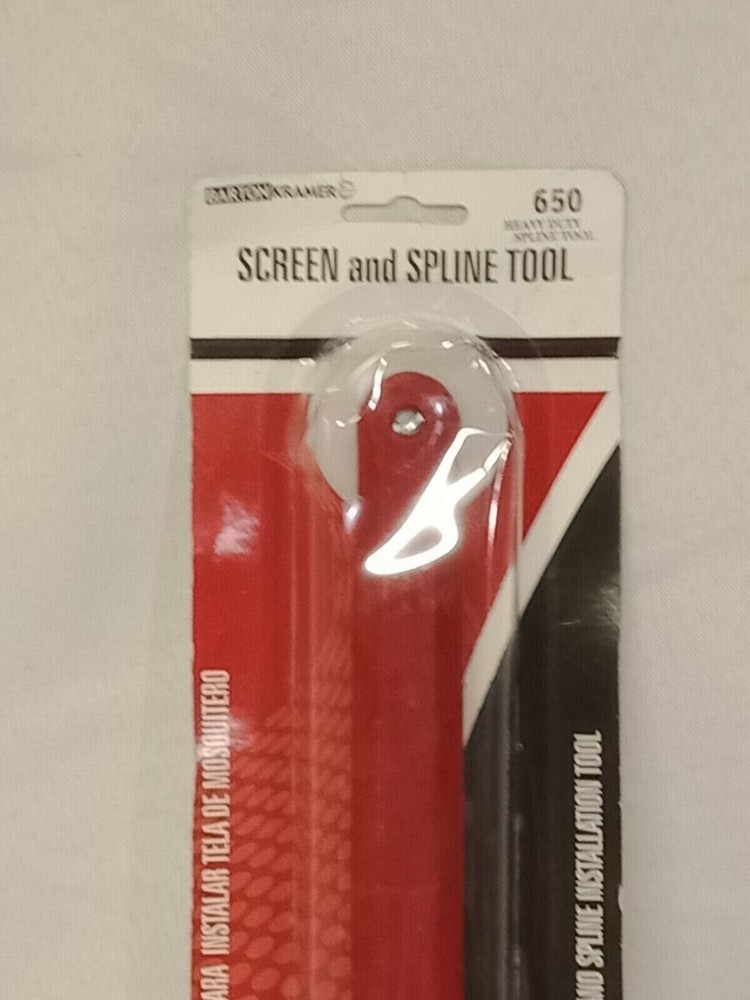 BARTON KRAMER
650
HEAVY DUTY
SPLINE TOOL
SCREEN and SPLINE TOOL
ARA INSTALAR TELA DE MOSQUITERO
ND SPLINE INSTALLATION TOOL